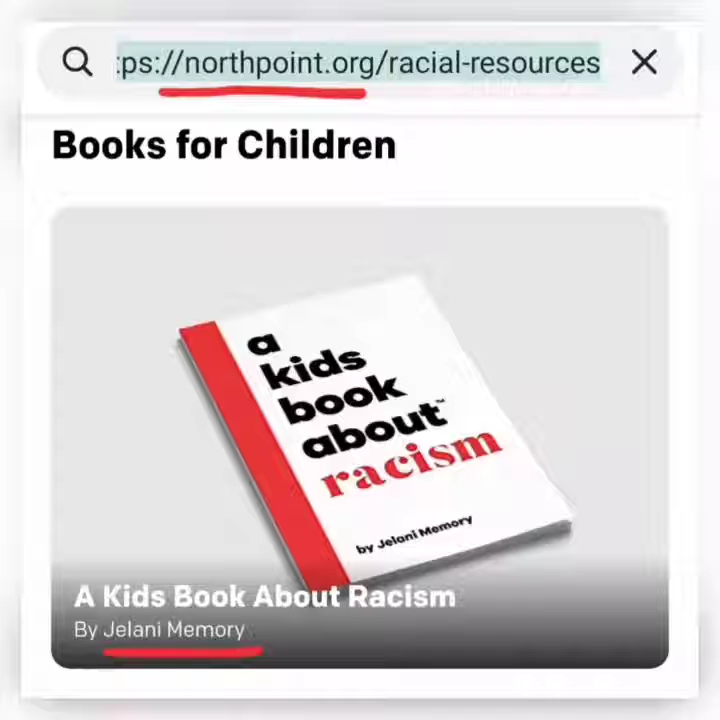 :ps://northpoint.org/racial-resources
Books for Children
a
kids
book
about™
racism
by Jelani Memory
A Kids Book About Racism
By Jelani Memory